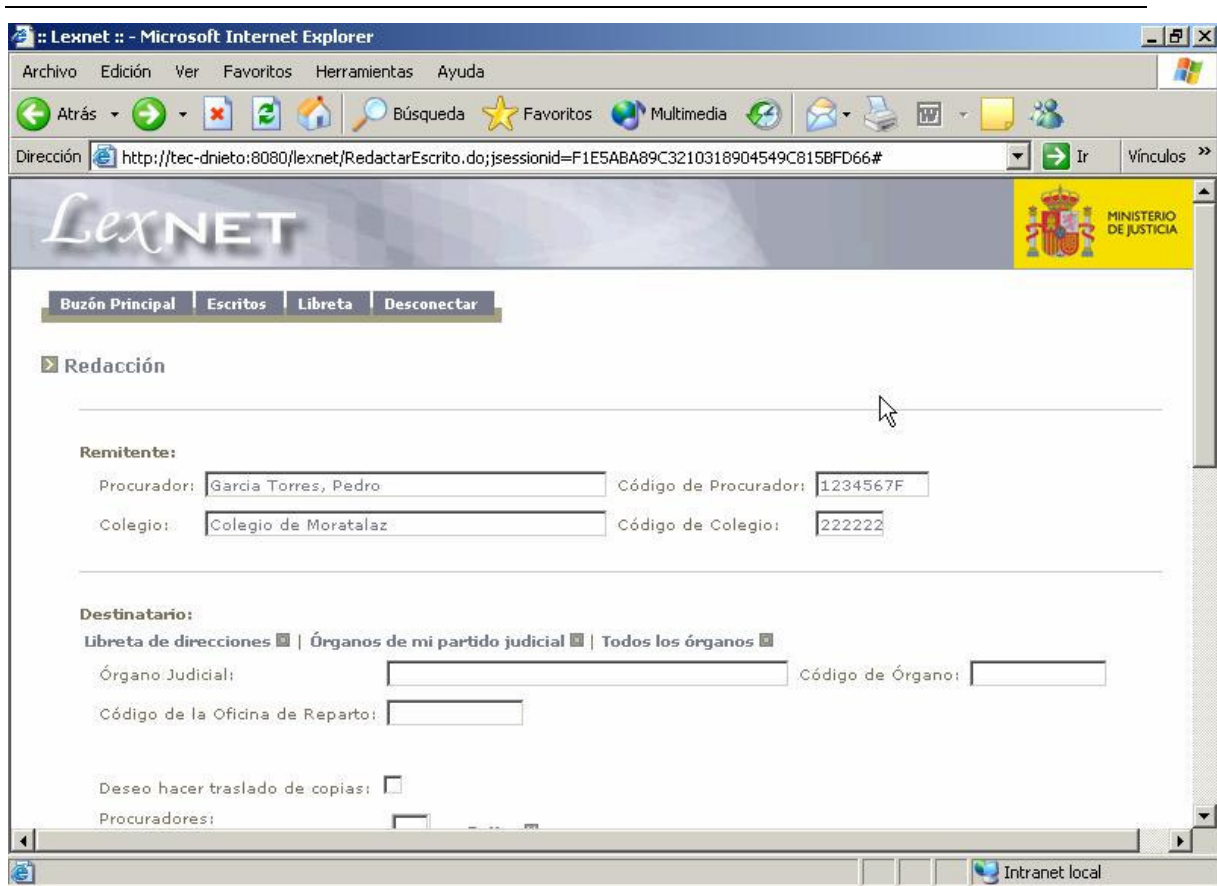 :: Lexnet :: - Microsoft Internet Explorer
Archivo Edición Ver Favoritos Herramientas Ayuda
Atrás Búsqueda Favoritos Multimedia
Dirección http://tec-dnieto:8080/lexnet/RedactarEscrito.do;jsessionid=F1E5ABA89C3210318904549C815BFD66# Ir Vínculos »
LEXNET
MINISTERIO
DE JUSTICIA
Buzón Principal Escritos Libreta Desconectar
Redacción
Remitente:
Procurador: Garcia Torres, Pedro Código de Procurador: 1234567F
Colegio: Colegio de Moratalaz Código de Colegio: 222222
Destinatario:
Libreta de direcciones | Órganos de mi partido judicial | Todos los órganos
Órgano Judicial: Código de Órgano:
Código de la Oficina de Reparto:
Deseo hacer traslado de copias:
Procuradores:
Intranet local